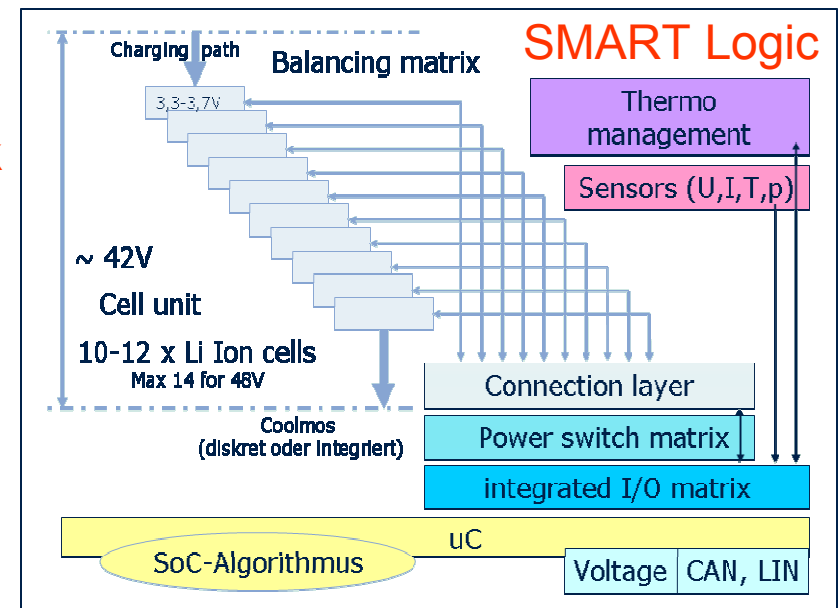 SMART Logic
Charging path
Balancing matrix
3,3-3,7V
Thermo
management
Sensors (U,I,T,p)
~ 42V
Cell unit
10-12 x Li Ion cells
Max 14 for 48V
Connection layer
Coolmos
(diskret oder integriert)
Power switch matrix
integrated I/O matrix
uC
SoC-Algorithmus
Voltage
CAN, LIN